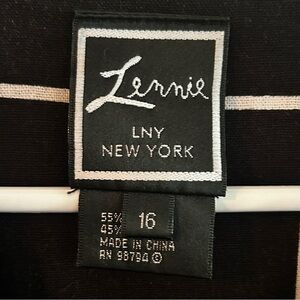 Lennie
LNY
NEW YORK
55%
45%
16
MADE IN CHINA
RN 98794 ©